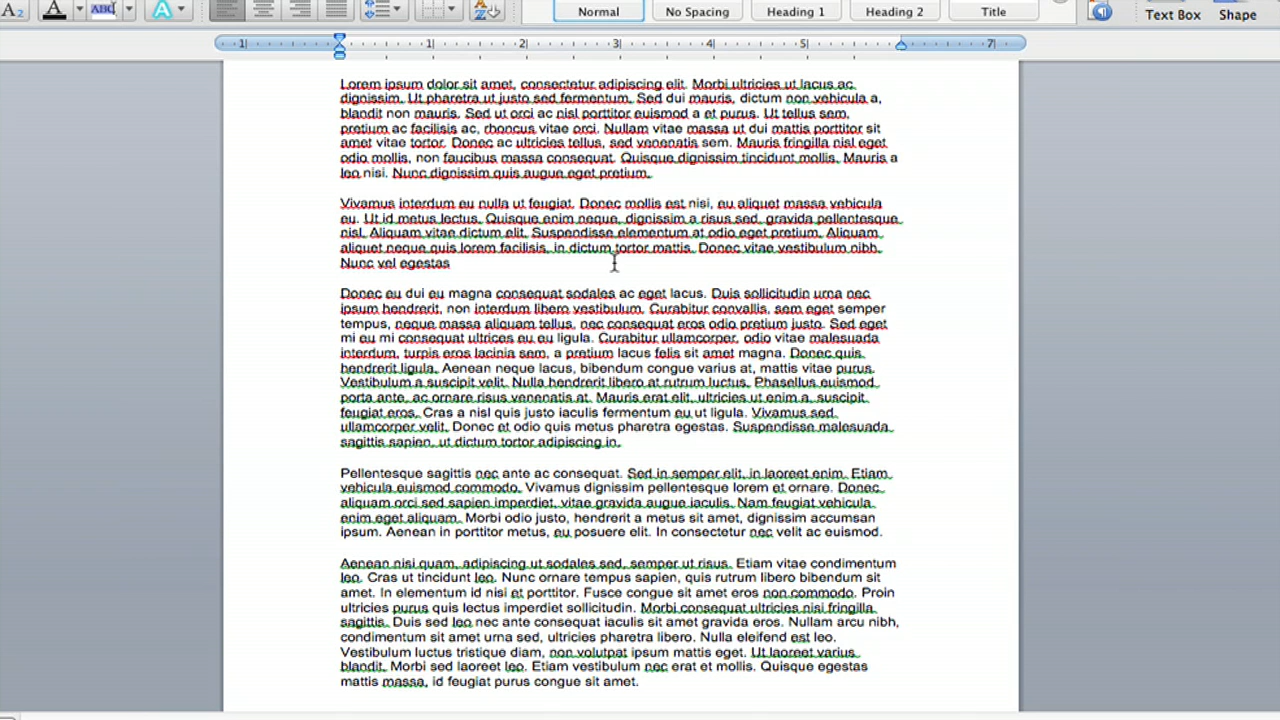 A2 A ABC A Normal No Spacing Heading 1 Heading 2 Title Text Box Shape
1 1 2 3 4 5 7
Lorem ipsum dolor sit amet, consectetur adipiscing elit. Morbi ultricies ut lacus ac
dignissim. Ut pharetra ut justo sed fermentum. Sed dui mauris, dictum non vehicula a,
blandit non mauris. Sed ut orci ac nisl porttitor euismod a et purus. Ut tellus sem,
pretium ac facilisis ac, rhoncus vitae orci. Nullam vitae massa ut dui mattis porttitor sit
amet vitae tortor. Donec ac ultricies tellus, sed venenatis sem. Mauris fringilla nisl eget
odio mollis, non faucibus massa consequat. Quisque dignissim tincidunt mollis. Mauris a
leo nisi. Nunc dignissim quis augue eget pretium.
Vivamus interdum eu nulla ut feugiat. Donec mollis est nisi, eu aliquet massa vehicula
eu. Ut id metus lectus. Quisque enim neque, dignissim a risus sed, gravida pellentesque
nisl. Aliquam vitae dictum elit. Suspendisse elementum at odio eget pretium. Aliquam
aliquet neque quis lorem facilisis, in dictum tortor mattis. Donec vitae vestibulum nibh.
Nunc vel egestas
Donec eu dui eu magna consequat sodales ac eget lacus. Duis sollicitudin urna nec
ipsum hendrerit, non interdum libero vestibulum. Curabitur convallis, sem eget semper
tempus, neque massa aliquam tellus, nec consequat eros odio pretium justo. Sed eget
mi eu mi consequat ultrices eu eu ligula. Curabitur ullamcorper, odio vitae malesuada
interdum, turpis eros lacinia sem, a pretium lacus felis sit amet magna. Donec quis
hendrerit ligula. Aenean neque lacus, bibendum congue varius at, mattis vitae purus.
Vestibulum a suscipit velit. Nulla hendrerit libero at rutrum luctus. Phasellus euismod
porta ante, ac ornare risus venenatis at. Mauris erat elit, ultricies ut enim a, suscipit
feugiat eros. Cras a nisl quis justo iaculis fermentum eu ut ligula. Vivamus sed
ullamcorper velit. Donec et odio quis metus pharetra egestas. Suspendisse malesuada
sagittis sapien, ut dictum tortor adipiscing in.
Pellentesque sagittis nec ante ac consequat. Sed in semper elit, in laoreet enim. Etiam
vehicula euismod commodo. Vivamus dignissim pellentesque lorem et ornare. Donec
aliquam orci sed sapien imperdiet, vitae gravida augue iaculis. Nam feugiat vehicula
enim eget aliquam. Morbi odio justo, hendrerit a metus sit amet, dignissim accumsan
ipsum. Aenean in porttitor metus, eu posuere elit. In consectetur nec velit ac euismod.
Aenean nisi quam, adipiscing ut sodales sed, semper ut risus. Etiam vitae condimentum
leo. Cras ut tincidunt leo. Nunc ornare tempus sapien, quis rutrum libero bibendum sit
amet. In elementum id nisi et porttitor. Fusce congue sit amet eros non commodo. Proin
ultricies purus quis lectus imperdiet sollicitudin. Morbi consequat ultricies nisi fringilla
sagittis. Duis sed leo nec ante consequat iaculis sit amet gravida eros. Nullam arcu nibh,
condimentum sit amet urna sed, ultricies pharetra libero. Nulla eleifend est leo.
Vestibulum luctus tristique diam, non volutpat ipsum mattis eget. Ut laoreet varius
blandit. Morbi sed laoreet leo. Etiam vestibulum nec erat et mollis. Quisque egestas
mattis massa, id feugiat purus congue sit amet.